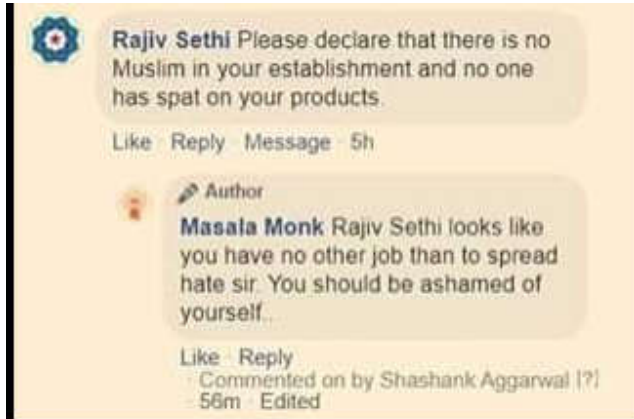 Rajiv Sethi Please declare that there is no
Muslim in your establishment and no one
has spat on your products.
Like · Reply · Message · 5h
Author
Masala Monk Rajiv Sethi looks like
you have no other job than to spread
hate sir. You should be ashamed of
yourself..
Like · Reply
· Commented on by Shashank Aggarwal [?]
· 56m · Edited